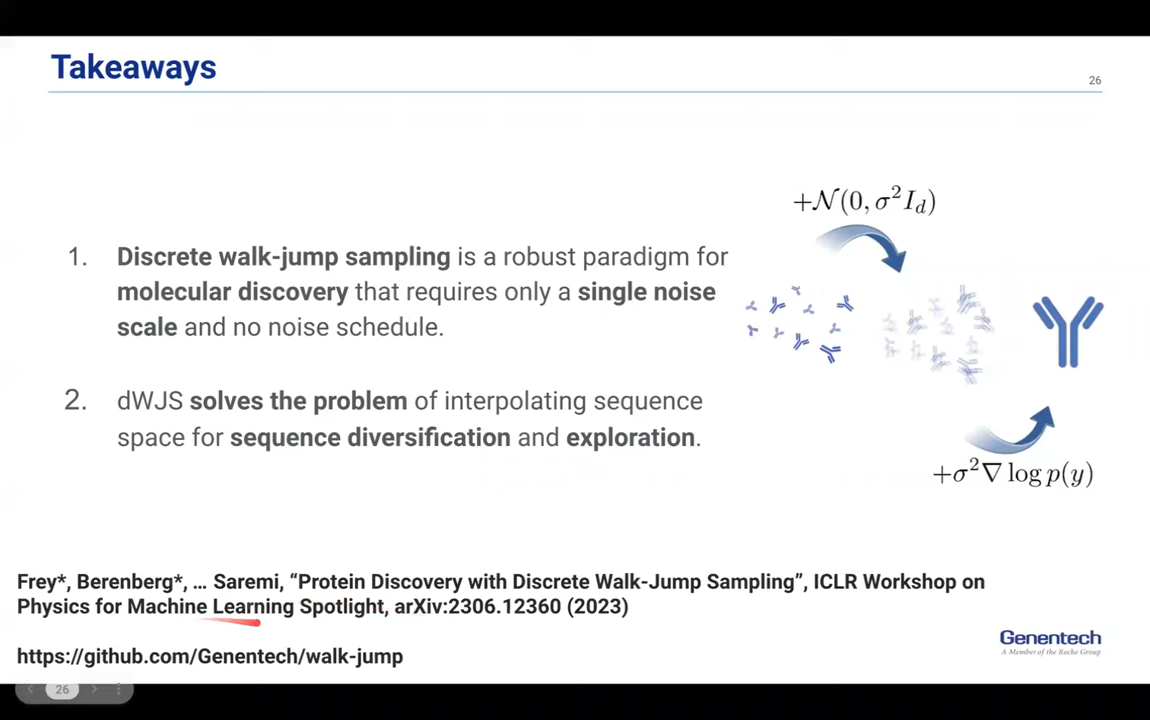 Takeaways
26
+𝒩(0, σ²I_d)
1. Discrete walk-jump sampling is a robust paradigm for
molecular discovery that requires only a single noise
scale and no noise schedule.
2. dWJS solves the problem of interpolating sequence
space for sequence diversification and exploration.
+σ²∇ log p(y)
Frey*, Berenberg*, … Saremi, “Protein Discovery with Discrete Walk-Jump Sampling”, ICLR Workshop on
Physics for Machine Learning Spotlight, arXiv:2306.12360 (2023)
https://github.com/Genentech/walk-jump
Genentech
A Member of the Roche Group
26